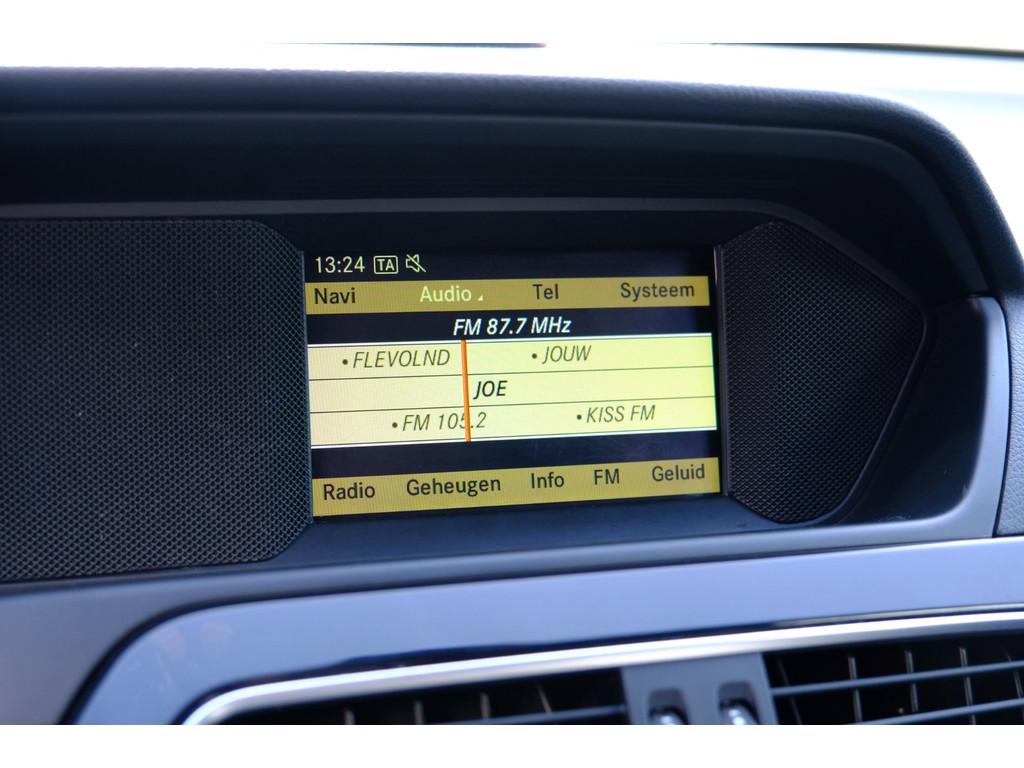 13:24 TA
Navi Audio Tel Systeem
FM 87.7 MHz
•FLEVOLND •JOUW
JOE
•FM 105.2 •KISS FM
Radio Geheugen Info FM Geluid